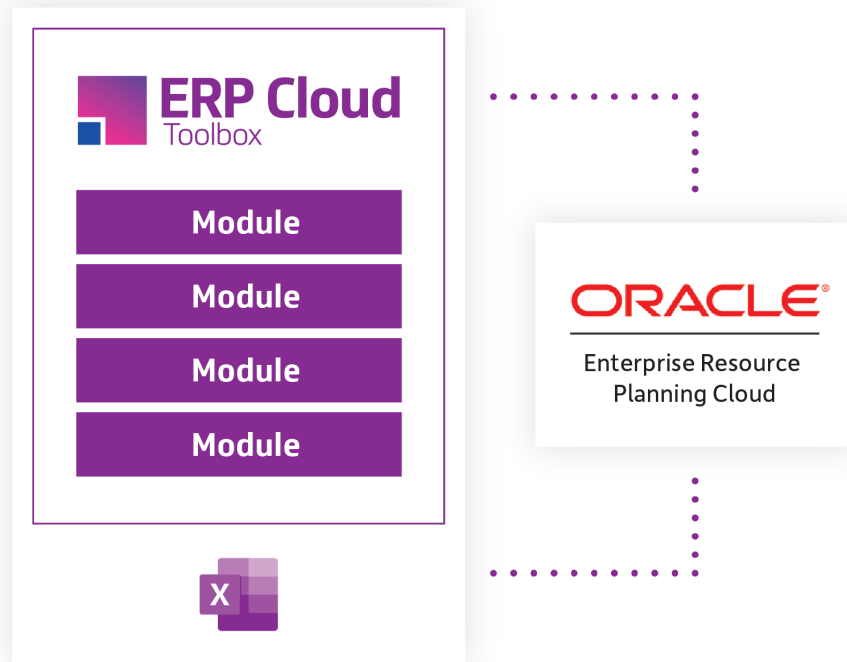 ERP Cloud
Toolbox
Module
Module
Module
Module
X
ORACLE®
Enterprise Resource
Planning Cloud